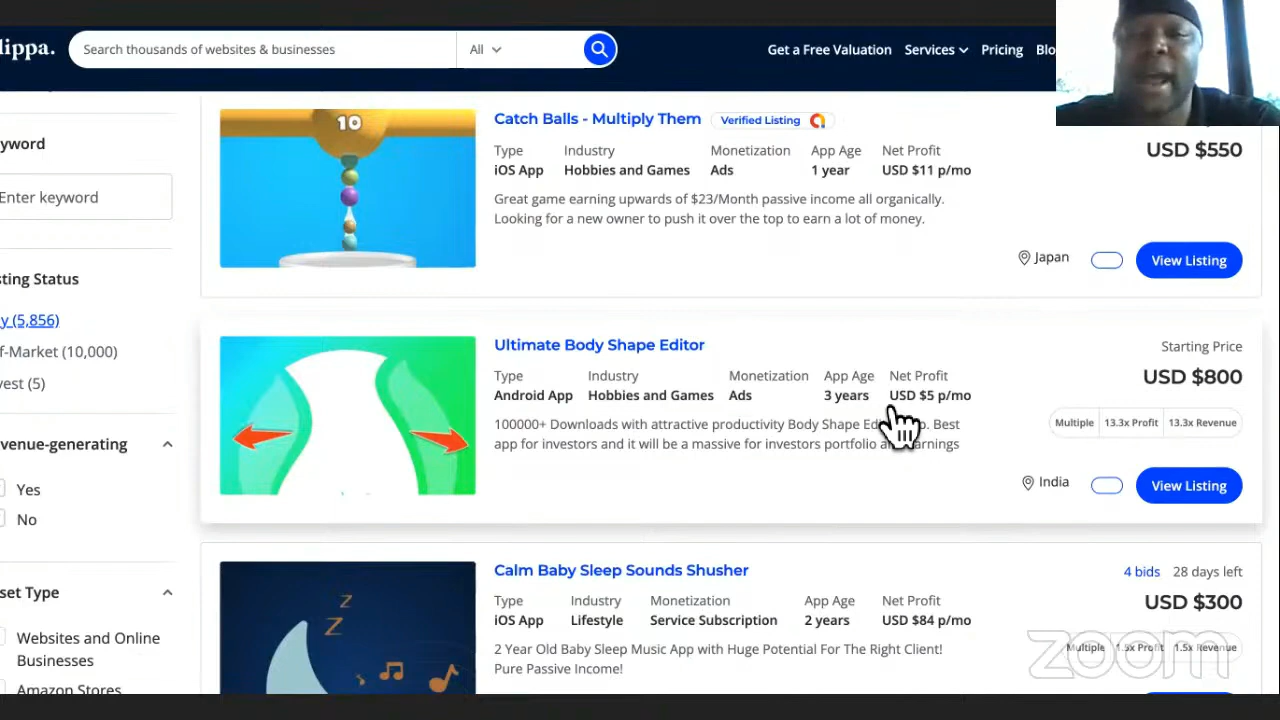 lippa.
Search thousands of websites & businesses
All
Get a Free Valuation
Services
Pricing
Blo
yword
Enter keyword
sting Status
y (5,856)
f-Market (10,000)
vest (5)
venue-generating
Yes
No
set Type
Websites and Online
Businesses
Amazon Stores
10
Catch Balls - Multiply Them
Verified Listing
USD $550
Type Industry Monetization App Age Net Profit
iOS App Hobbies and Games Ads 1 year USD $11 p/mo
Great game earning upwards of $23/Month passive income all organically.
Looking for a new owner to push it over the top to earn a lot of money.
Japan
View Listing
Ultimate Body Shape Editor
Starting Price
USD $800
Type Industry Monetization App Age Net Profit
Android App Hobbies and Games Ads 3 years USD $5 p/mo
Multiple 13.3x Profit 13.3x Revenue
100000+ Downloads with attractive productivity Body Shape Best
app for investors and it will be a massive for investors portfolio earnings
India
View Listing
Z
Z
Calm Baby Sleep Sounds Shusher
4 bids 28 days left
USD $300
Type Industry Monetization App Age Net Profit
iOS App Lifestyle Service Subscription 2 years USD $84 p/mo
Multiple 1.5x Profit 1.5x Revenue
2 Year Old Baby Sleep Music App with Huge Potential For The Right Client!
Pure Passive Income!
zoom